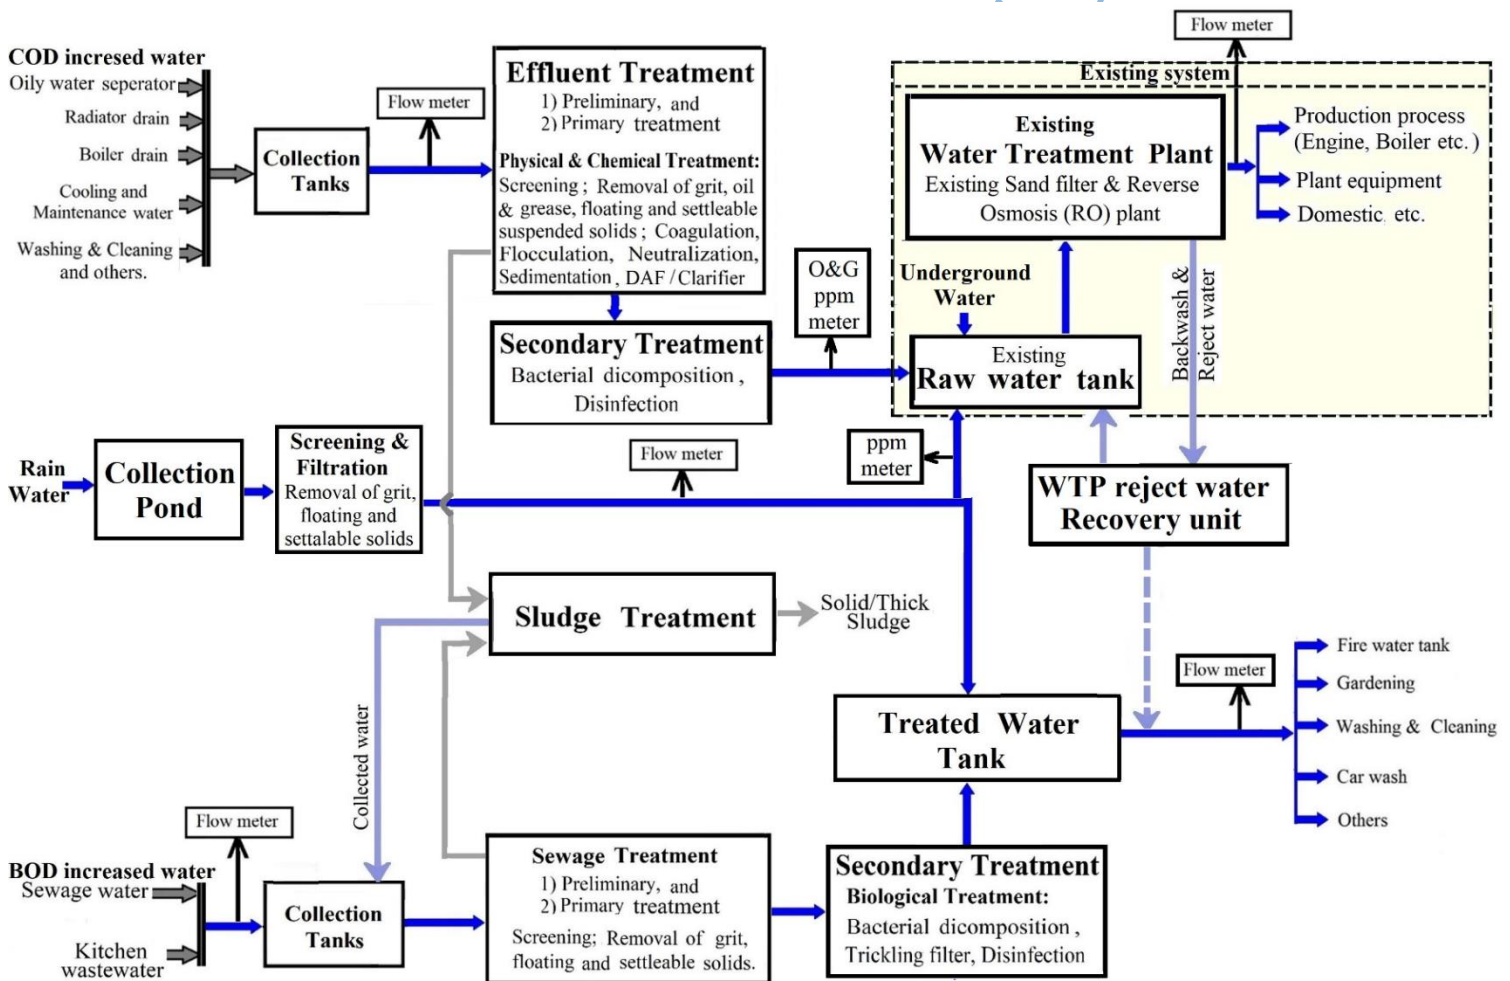 COD incresed water
Oily water seperator
Radiator drain
Boiler drain
Cooling and
Maintenance water
Washing & Cleaning
and others.
Collection
Tanks
Flow meter
Effluent Treatment
1) Preliminary, and
2) Primary treatment
Physical & Chemical Treatment:
Screening; Removal of grit, oil
& grease, floating and settleable
suspended solids; Coagulation,
Flocculation, Neutralization,
Sedimentation, DAF/Clarifier
Secondary Treatment
Bacterial dicomposition,
Disinfection
O&G
ppm
meter
Flow meter
Existing system
Existing
Water Treatment Plant
Existing Sand filter & Reverse
Osmosis (RO) plant
Production process
(Engine, Boiler etc.)
Plant equipment
Domestic etc.
Underground
Water
Existing
Raw water tank
Backwash &
Reject water
Rain
Water
Collection
Pond
Screening &
Filtration
Removal of grit,
floating and
settalable solids
Flow meter
ppm
meter
WTP reject water
Recovery unit
Sludge Treatment
Solid/Thick
Sludge
Collected water
Treated Water
Tank
Flow meter
Fire water tank
Gardening
Washing & Cleaning
Car wash
Others
Flow meter
BOD increased water
Sewage water
Kitchen
wastewater
Collection
Tanks
Sewage Treatment
1) Preliminary, and
2) Primary treatment
Screening; Removal of grit,
floating and settleable solids.
Secondary Treatment
Biological Treatment:
Bacterial dicomposition,
Trickling filter, Disinfection